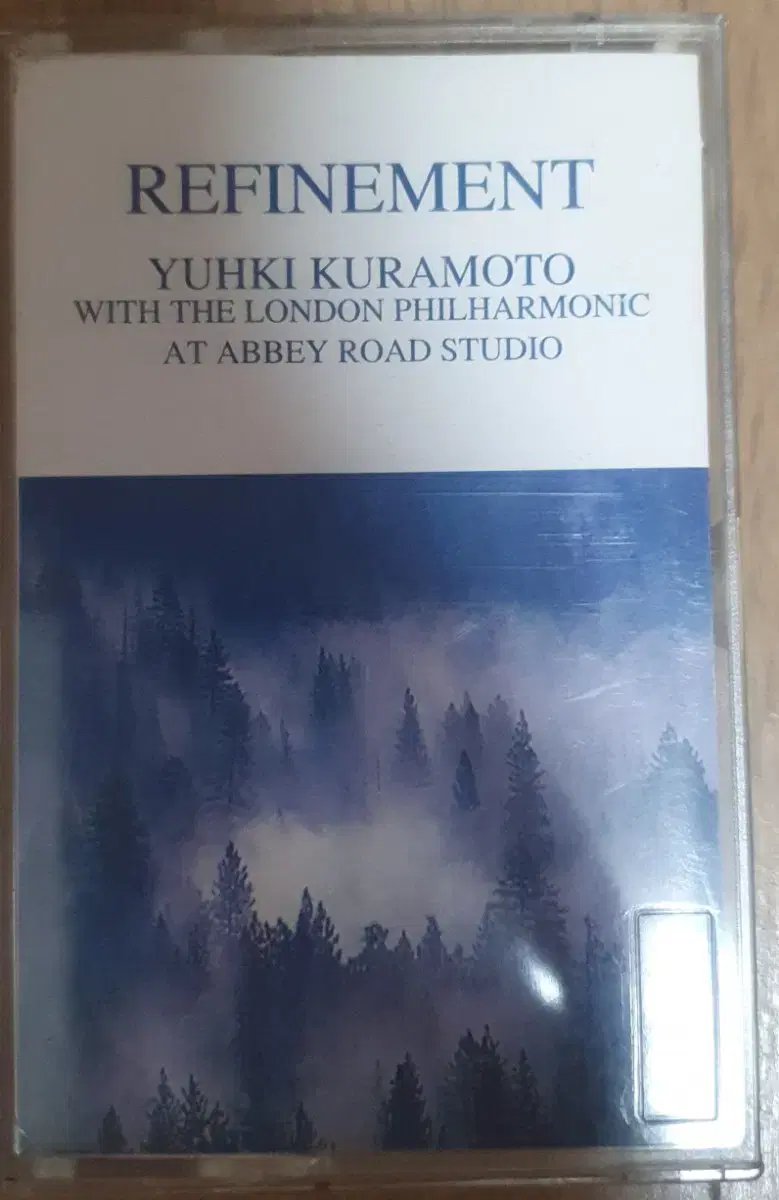 REFINEMENT
YUHKI KURAMOTO
WITH THE LONDON PHILHARMONiC
AT ABBEY ROAD STUDIO